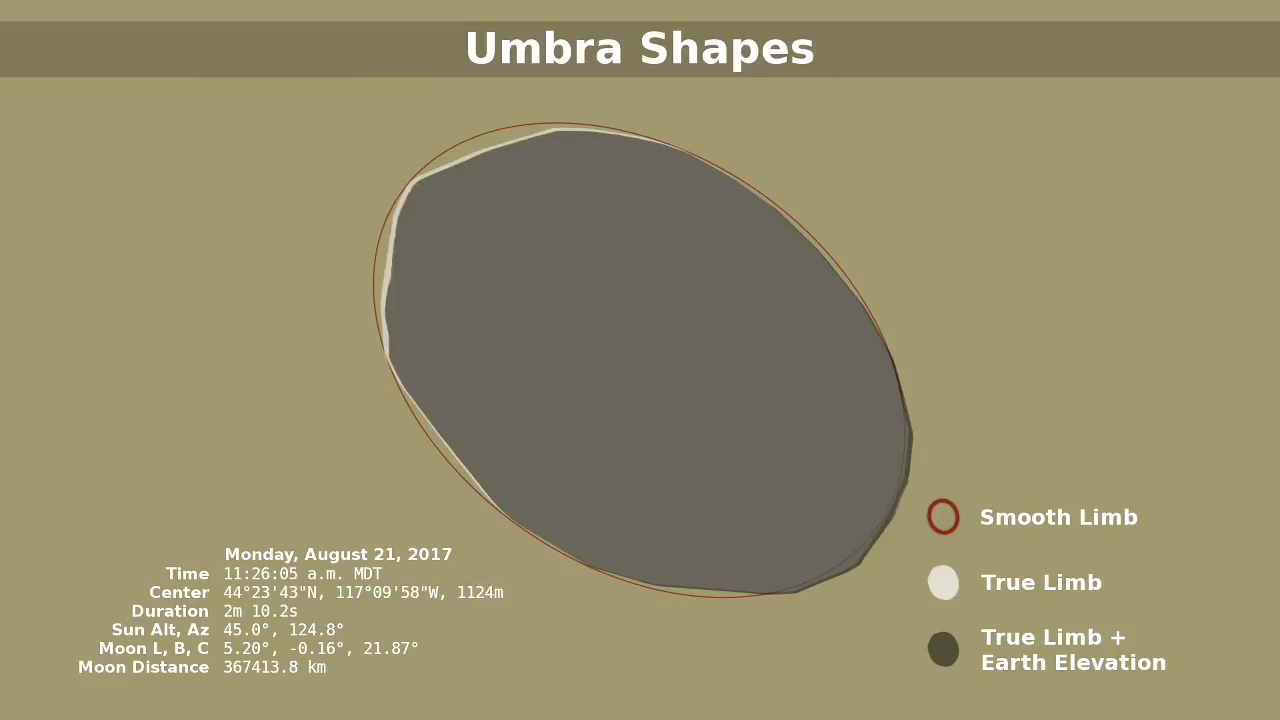 Umbra Shapes
Monday, August 21, 2017
Time 11:26:05 a.m. MDT
Center 44°23'43"N, 117°09'58"W, 1124m
Duration 2m 10.2s
Sun Alt, Az 45.0°, 124.8°
Moon L, B, C 5.20°, -0.16°, 21.87°
Moon Distance 367413.8 km
Smooth Limb
True Limb
True Limb +
Earth Elevation